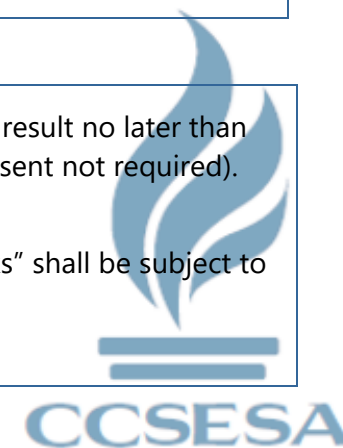 result no later than
sent not required).
s” shall be subject to
CCSESA